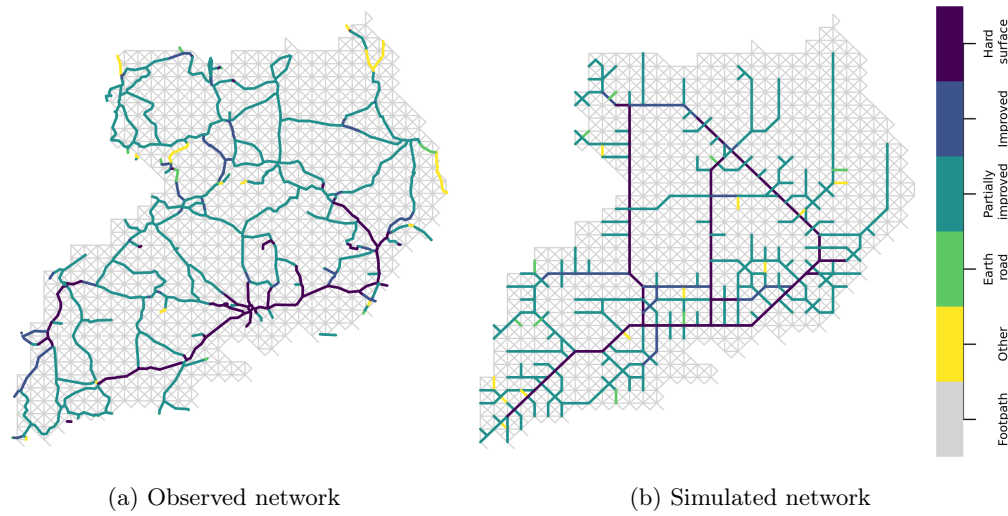 Hard
surface
Improved
Partially
improved
Earth
road
Other
Footpath
(a) Observed network
(b) Simulated network